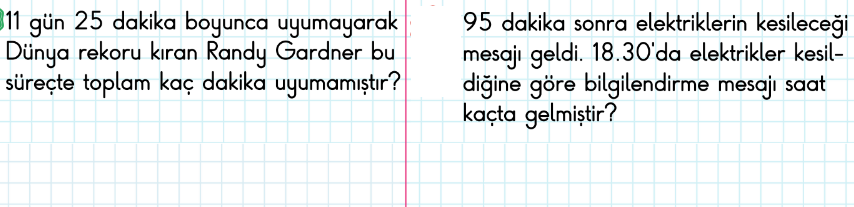 11 gün 25 dakika boyunca uyumayarak
Dünya rekoru kıran Randy Gardner bu
süreçte toplam kaç dakika uyumamıştır?
95 dakika sonra elektriklerin kesileceği
mesajı geldi. 18.30'da elektrikler kesil-
diğine göre bilgilendirme mesajı saat
kaçta gelmiştir?